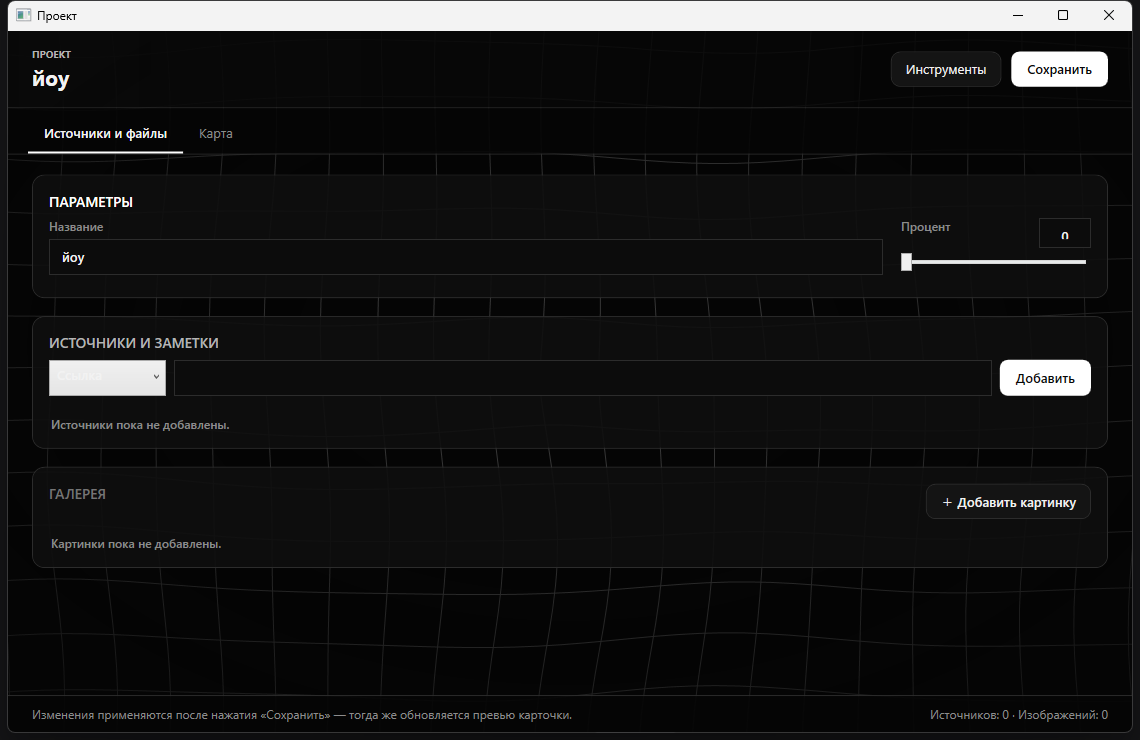 Проект
ПРОЕКТ
йоу
Инструменты
Сохранить
Источники и файлы
Карта
ПАРАМЕТРЫ
Название
Процент
0
йоу
ИСТОЧНИКИ И ЗАМЕТКИ
Ссылка
Добавить
Источники пока не добавлены.
ГАЛЕРЕЯ
+ Добавить картинку
Картинки пока не добавлены.
Изменения применяются после нажатия «Сохранить» — тогда же обновляется превью карточки.
Источников: 0 · Изображений: 0